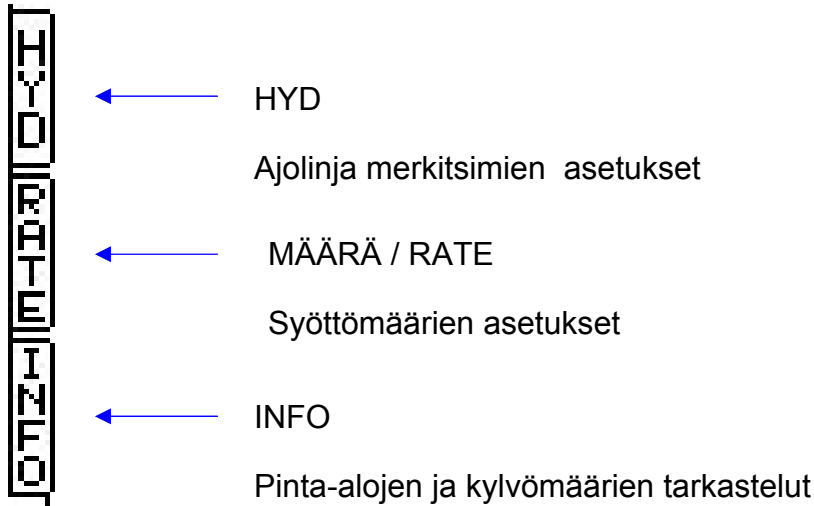 HYD
HYD
Ajolinja merkitsimien asetukset
RATE
MÄÄRÄ / RATE
Syöttömäärien asetukset
INFO
INFO
Pinta-alojen ja kylvömäärien tarkastelut